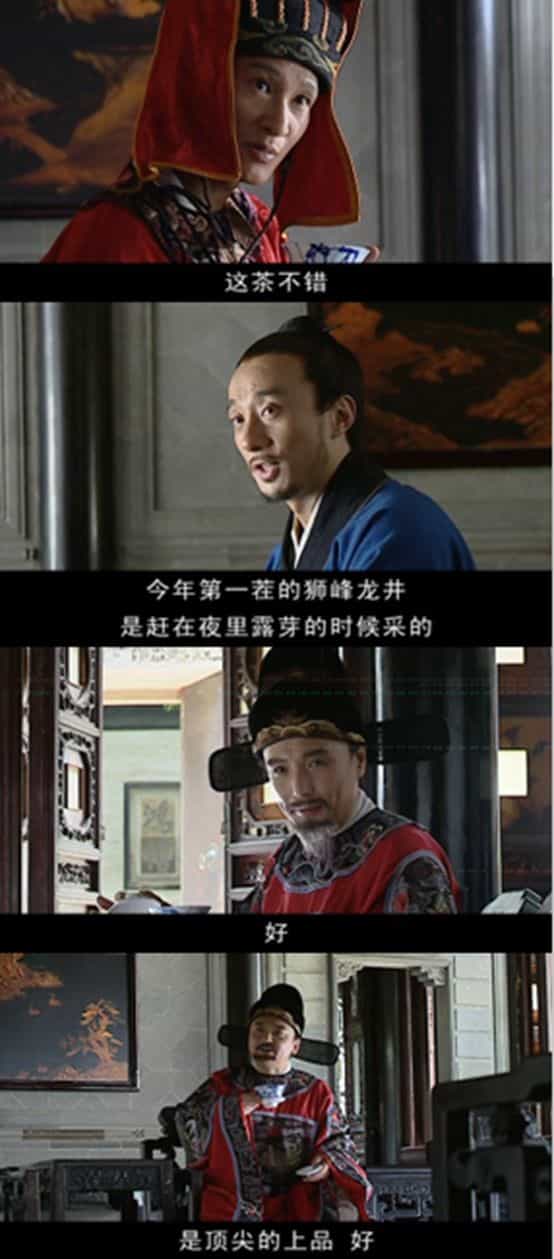 这茶不错
今年第一茬的狮峰龙井
是赶在夜里露芽的时候采的
好
是顶尖的上品 好